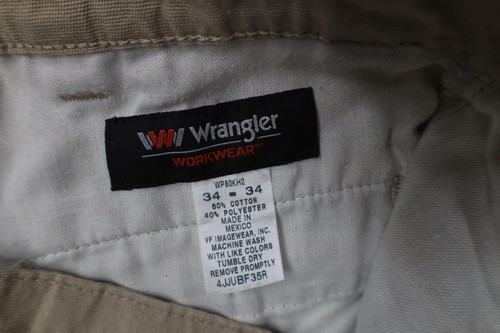 W Wrangler
WORKWEAR™
WP80KH2
34 - 34
60% COTTON
40% POLYESTER
MADE IN
MEXICO
VF IMAGEWEAR, INC.
MACHINE WASH
WITH LIKE COLORS
TUMBLE DRY
REMOVE PROMPTLY
4JJUBF35R